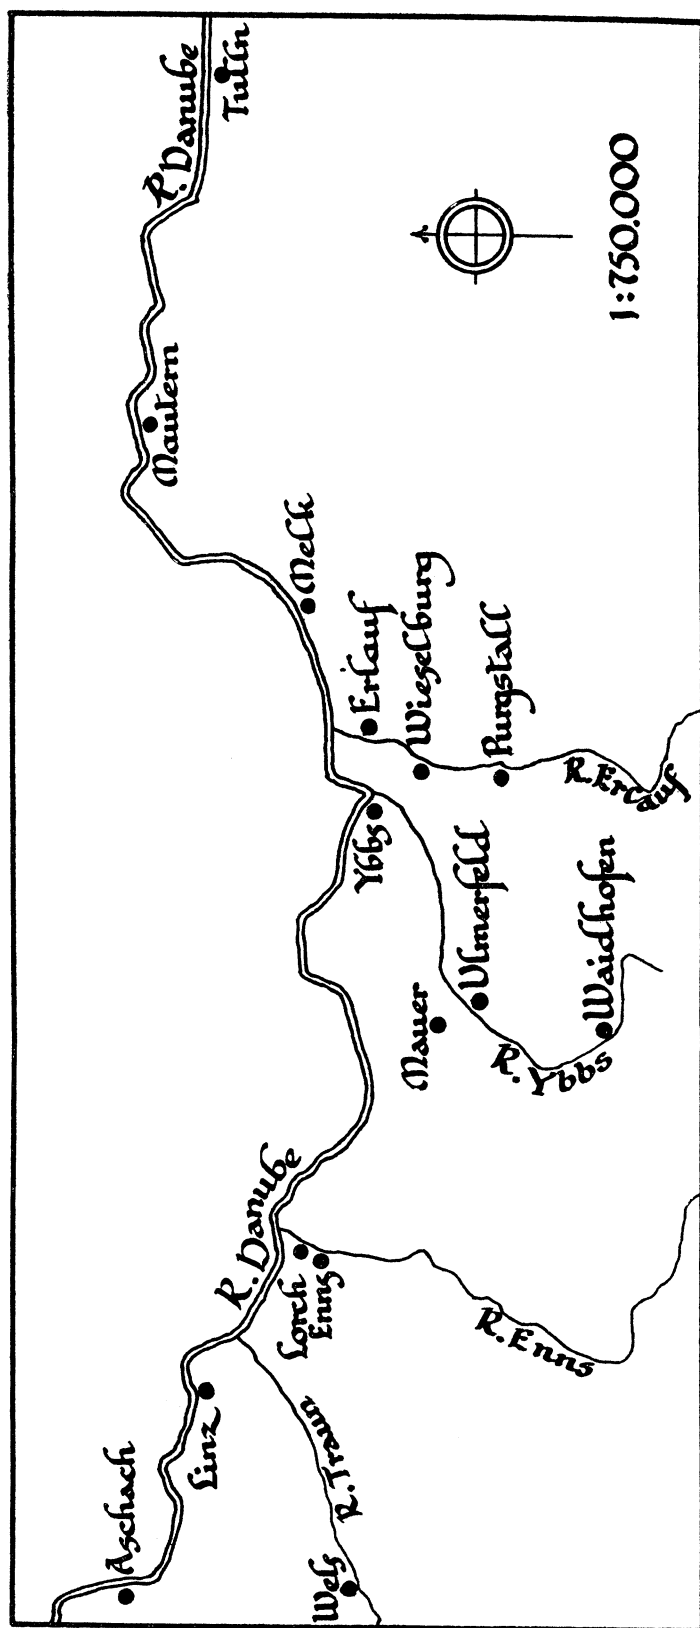 Aschach
Linz
Wels
R. Traun
R. Danube
Lorch
Enns
R. Enns
Mauer
Ulmerfeld
R. Ybbs
Waidhofen
Ybbs
Erlauf
Wieselburg
Purgstall
R. Erlauf
Melk
Mautern
R. Danube
Tulln
1:750.000